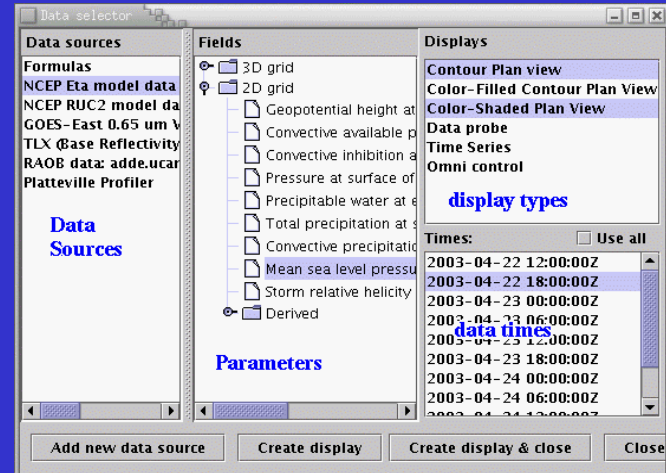 Data selector
Data sources
Formulas
NCEP Eta model data
NCEP RUC2 model da
GOES-East 0.65 um V
TLX (Base Reflectivity
RAOB data: adde.ucar
Platteville Profiler
Data
Sources
Fields
3D grid
2D grid
Geopotential height at
Convective available p
Convective inhibition a
Pressure at surface of
Precipitable water at e
Total precipitation at s
Convective precipitatio
Mean sea level pressu
Storm relative helicity
Derived
Parameters
Displays
Contour Plan view
Color-Filled Contour Plan View
Color-Shaded Plan View
Data probe
Time Series
Omni control
display types
Times:
Use all
2003-04-22 12:00:00Z
2003-04-22 18:00:00Z
2003-04-23 00:00:00Z
2003-04-23 06:00:00Z
data times
2003-04-23 12:00:00Z
2003-04-23 18:00:00Z
2003-04-24 00:00:00Z
2003-04-24 06:00:00Z
2003-04-24 12:00:00Z
Add new data source
Create display
Create display & close
Close